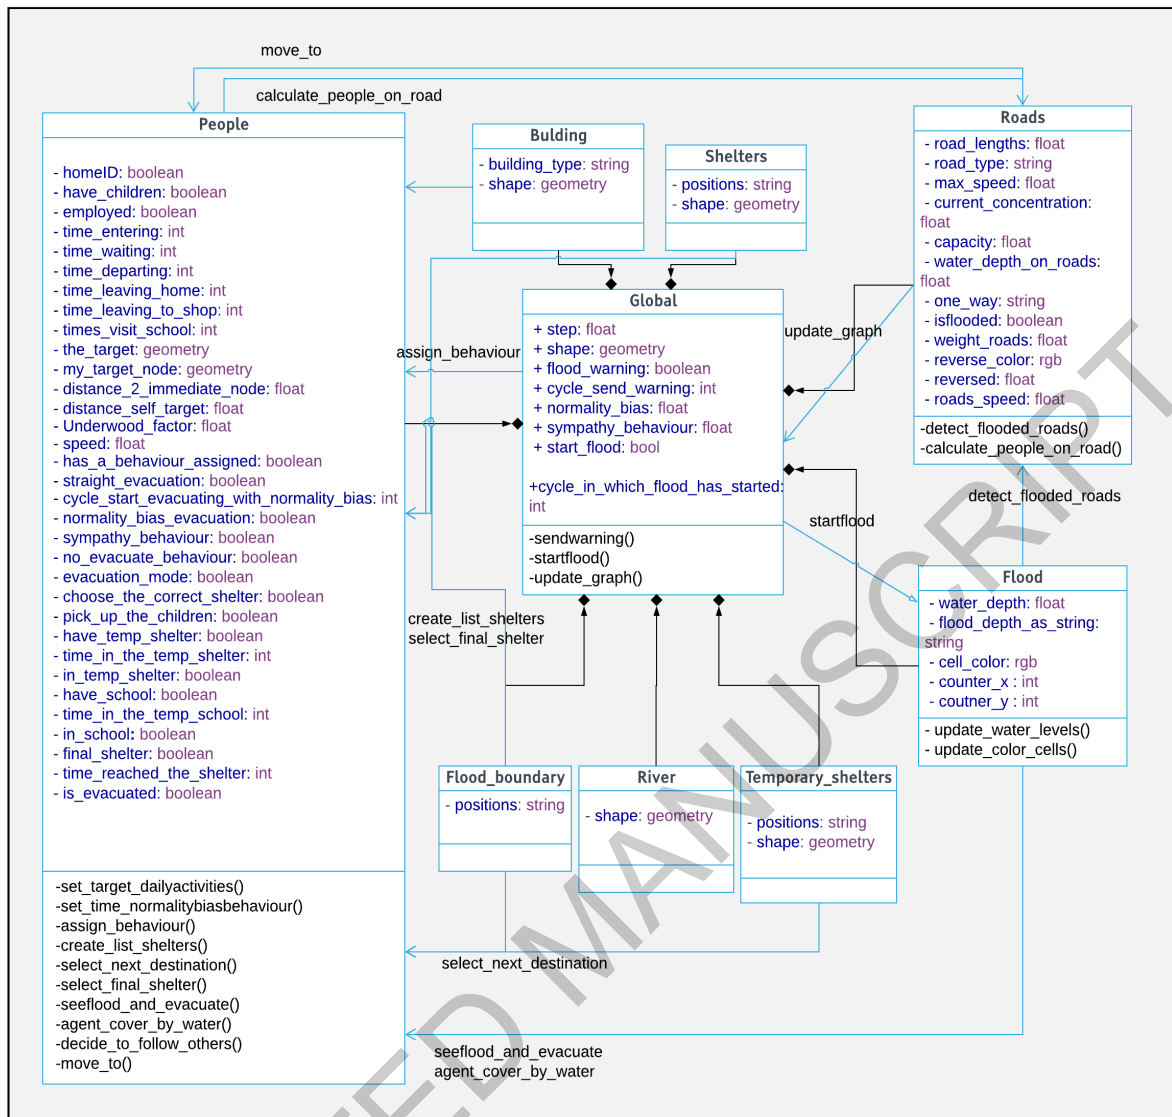 move_to
calculate_people_on_road
People
- homeID: boolean
- have_children: boolean
- employed: boolean
- time_entering: int
- time_waiting: int
- time_departing: int
- time_leaving_home: int
- time_leaving_to_shop: int
- times_visit_school: int
- the_target: geometry
- my_target_node: geometry
- distance_2_immediate_node: float
- distance_self_target: float
- Underwood_factor: float
- speed: float
- has_a_behaviour_assigned: boolean
- straight_evacuation: boolean
- cycle_start_evacuating_with_normality_bias: int
- normality_bias_evacuation: boolean
- sympathy_behaviour: boolean
- no_evacuate_behaviour: boolean
- evacuation_mode: boolean
- choose_the_correct_shelter: boolean
- pick_up_the_children: boolean
- have_temp_shelter: boolean
- time_in_the_temp_shelter: int
- in_temp_shelter: boolean
- have_school: boolean
- time_in_the_temp_school: int
- in_school: boolean
- final_shelter: boolean
- time_reached_the_shelter: int
- is_evacuated: boolean
-set_target_dailyactivities()
-set_time_normalitybiasbehaviour()
-assign_behaviour()
-create_list_shelters()
-select_next_destination()
-select_final_shelter()
-seeflood_and_evacuate()
-agent_cover_by_water()
-decide_to_follow_others()
-move_to()
Bulding
- building_type: string
- shape: geometry
Shelters
- positions: string
- shape: geometry
Roads
- road_lengths: float
- road_type: string
- max_speed: float
- current_concentration:
float
- capacity: float
- water_depth_on_roads:
float
- one_way: string
- isflooded: boolean
- weight_roads: float
- reverse_color: rgb
- reversed: float
- roads_speed: float
-detect_flooded_roads()
-calculate_people_on_road()
Global
+ step: float
+ shape: geometry
+ flood_warning: boolean
+ cycle_send_warning: int
+ normality_bias: float
+ sympathy_behaviour: float
+ start_flood: bool
+cycle_in_which_flood_has_started:
int
-sendwarning()
-startflood()
-update_graph()
assign_behaviour
update_graph
startflood
detect_flooded_roads
create_list_shelters
select_final_shelter
Flood
- water_depth: float
- flood_depth_as_string:
string
- cell_color: rgb
- counter_x : int
- coutner_y : int
- update_water_levels()
- update_color_cells()
Flood_boundary
- positions: string
River
- shape: geometry
Temporary_shelters
- positions: string
- shape: geometry
select_next_destination
seeflood_and_evacuate
agent_cover_by_water
TED MANUSCRIPT